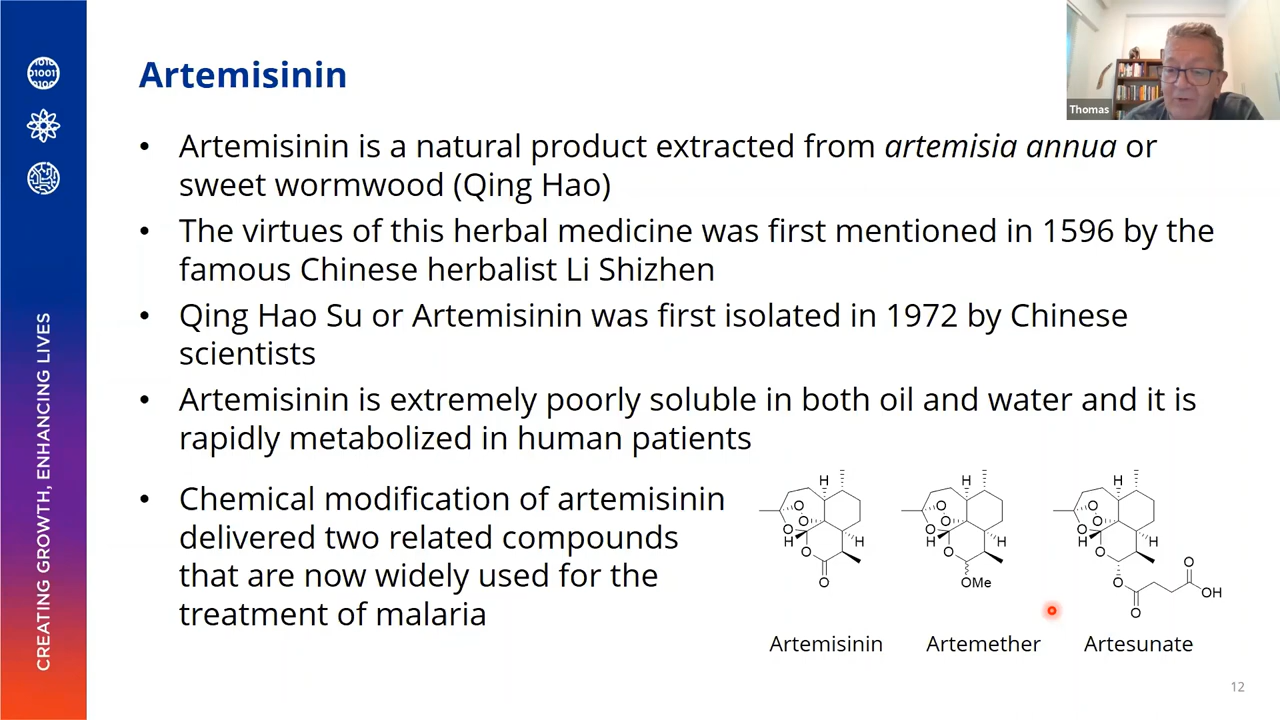 Artemisinin
Thomas
• Artemisinin is a natural product extracted from artemisia annua or
sweet wormwood (Qing Hao)
• The virtues of this herbal medicine was first mentioned in 1596 by the
famous Chinese herbalist Li Shizhen
• Qing Hao Su or Artemisinin was first isolated in 1972 by Chinese
scientists
• Artemisinin is extremely poorly soluble in both oil and water and it is
rapidly metabolized in human patients
• Chemical modification of artemisinin
delivered two related compounds
that are now widely used for the
treatment of malaria
H
O
O
O
H
H
O
O
H
O
O
O
H
H
O
OMe
H
O
O
O
H
H
O
O
O
O
OH
Artemisinin
Artemether
Artesunate
12
CREATING GROWTH, ENHANCING LIVES
1010
01001
0100